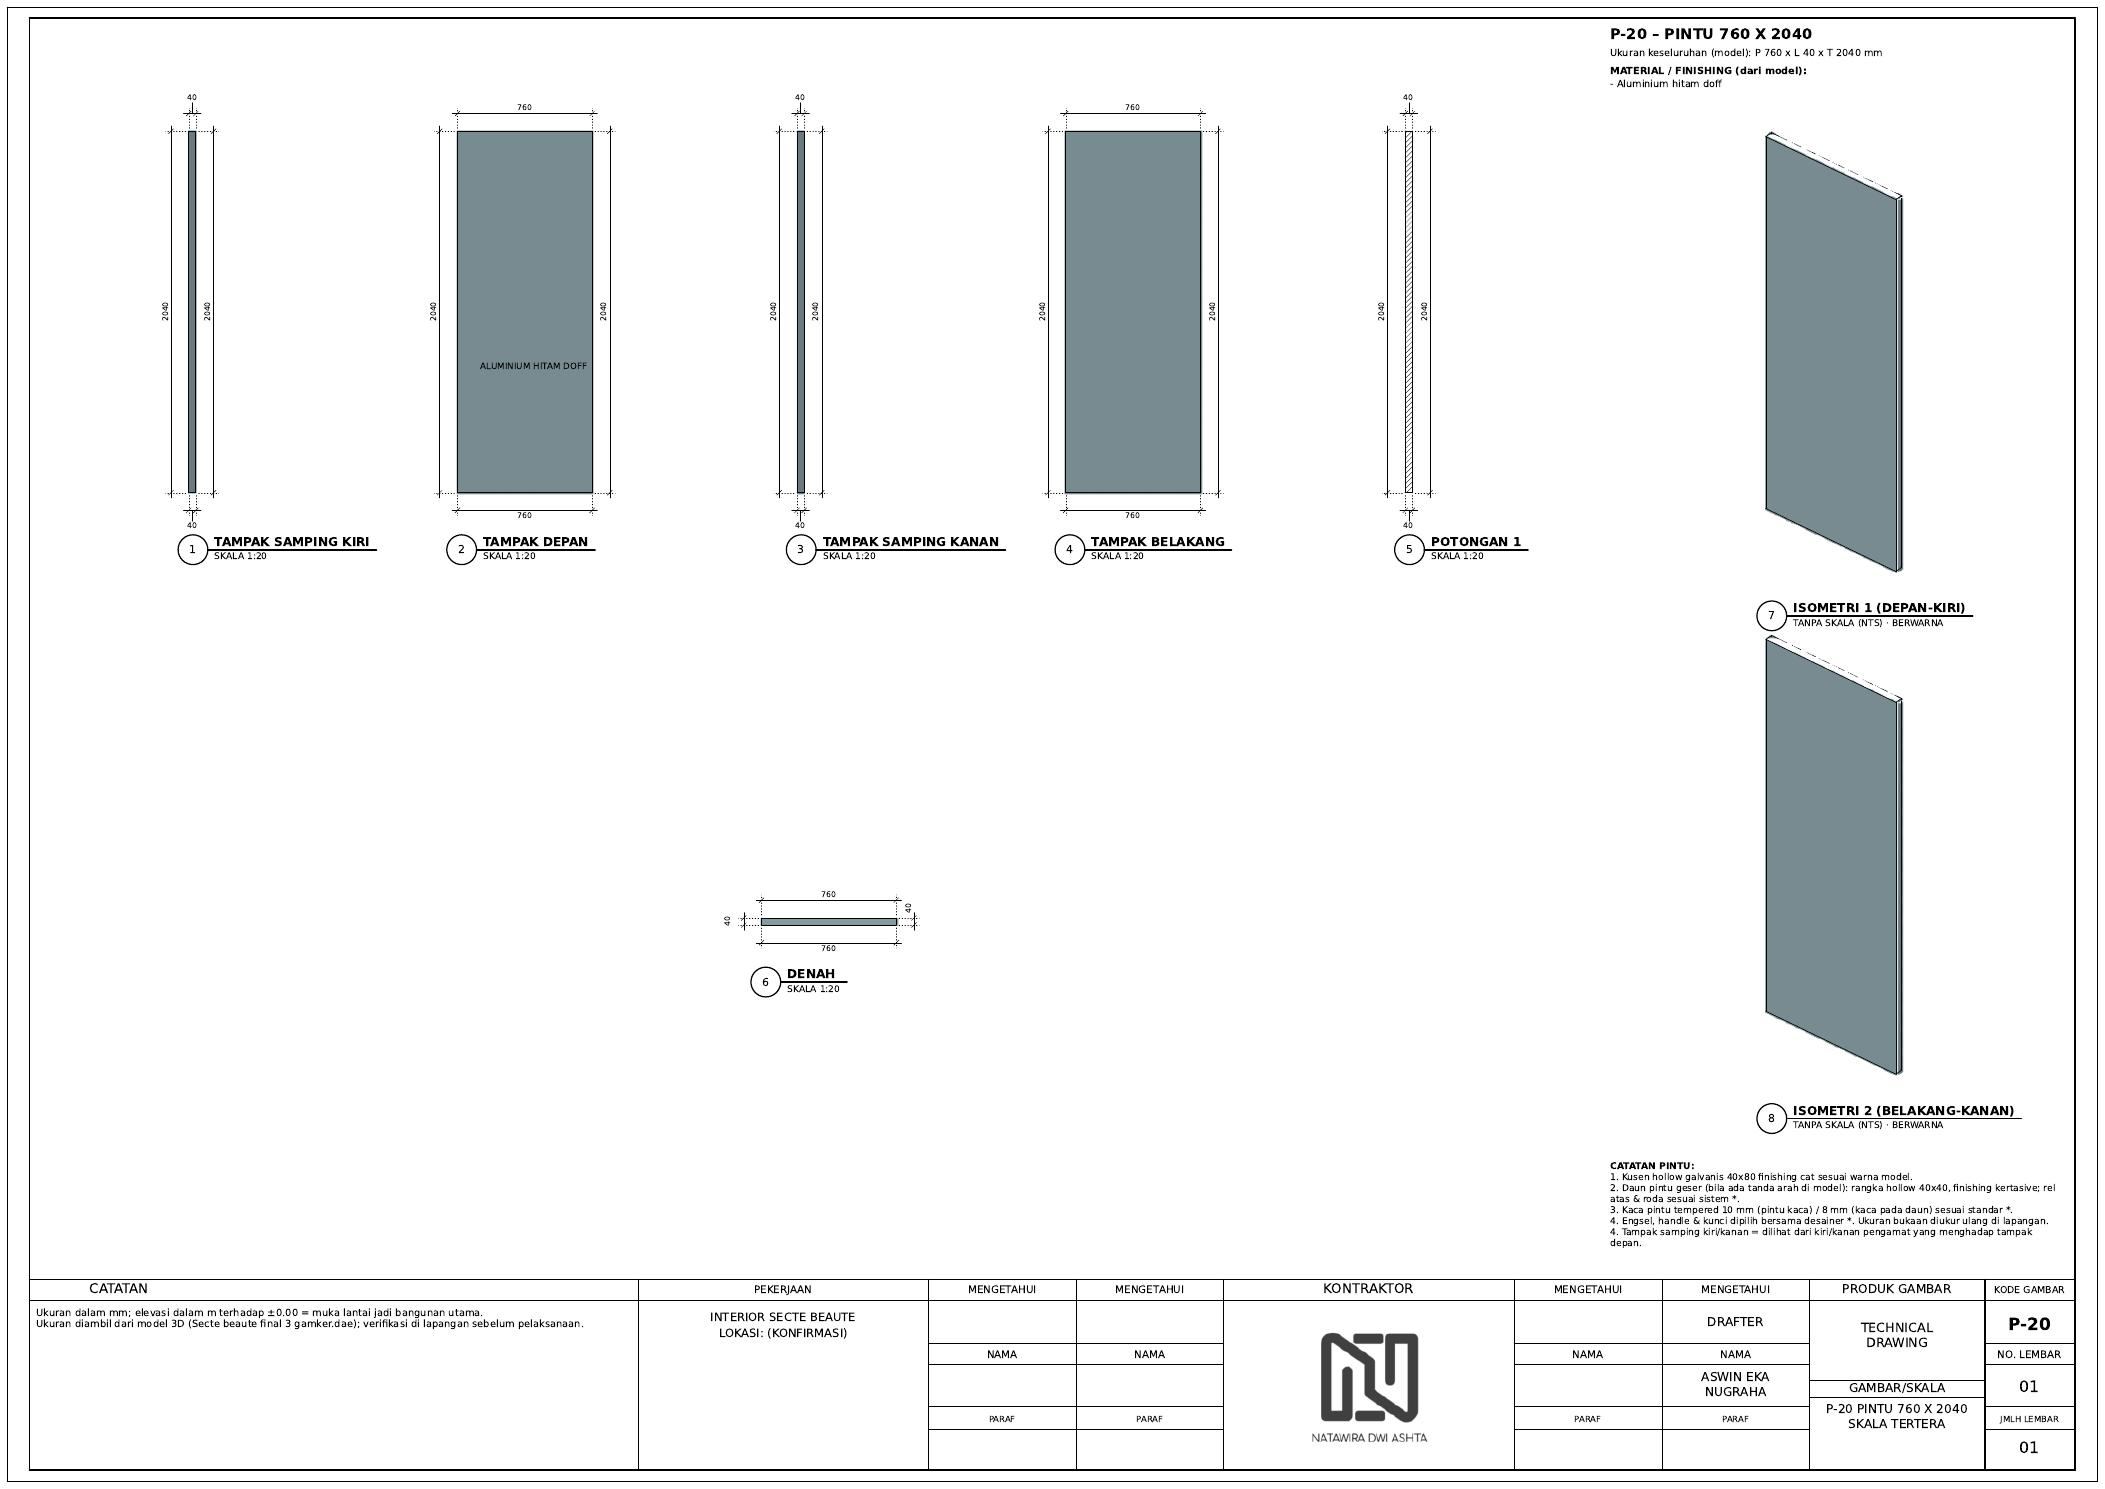 P-20 – PINTU 760 X 2040
Ukuran keseluruhan (model): P 760 x L 40 x T 2040 mm
MATERIAL / FINISHING (dari model):
- Aluminium hitam doff
40
2040
2040
40
1
TAMPAK SAMPING KIRI
SKALA 1:20
760
2040
2040
ALUMINIUM HITAM DOFF
760
2
TAMPAK DEPAN
SKALA 1:20
40
2040
2040
40
3
TAMPAK SAMPING KANAN
SKALA 1:20
760
2040
2040
760
4
TAMPAK BELAKANG
SKALA 1:20
40
2040
2040
40
5
POTONGAN 1
SKALA 1:20
7
ISOMETRI 1 (DEPAN-KIRI)
TANPA SKALA (NTS) · BERWARNA
760
40
40
760
6
DENAH
SKALA 1:20
8
ISOMETRI 2 (BELAKANG-KANAN)
TANPA SKALA (NTS) · BERWARNA
CATATAN PINTU:
1. Kusen hollow galvanis 40x80 finishing cat sesuai warna model.
2. Daun pintu geser (bila ada tanda arah di model): rangka hollow 40x40, finishing kertasive; rel
atas & roda sesuai sistem *.
3. Kaca pintu tempered 10 mm (pintu kaca) / 8 mm (kaca pada daun) sesuai standar *.
4. Engsel, handle & kunci dipilih bersama desainer *. Ukuran bukaan diukur ulang di lapangan.
4. Tampak samping kiri/kanan = dilihat dari kiri/kanan pengamat yang menghadap tampak
depan.
CATATAN
Ukuran dalam mm; elevasi dalam m terhadap ±0.00 = muka lantai jadi bangunan utama.
Ukuran diambil dari model 3D (Secte beaute final 3 gamker.dae); verifikasi di lapangan sebelum pelaksanaan.
PEKERJAAN
INTERIOR SECTE BEAUTE
LOKASI: (KONFIRMASI)
MENGETAHUI
NAMA
PARAF
MENGETAHUI
NAMA
PARAF
KONTRAKTOR
NATAWIRA DWI ASHTA
MENGETAHUI
NAMA
PARAF
MENGETAHUI
DRAFTER
NAMA
ASWIN EKA
NUGRAHA
PARAF
PRODUK GAMBAR
TECHNICAL
DRAWING
GAMBAR/SKALA
P-20 PINTU 760 X 2040
SKALA TERTERA
KODE GAMBAR
P-20
NO. LEMBAR
01
JMLH LEMBAR
01